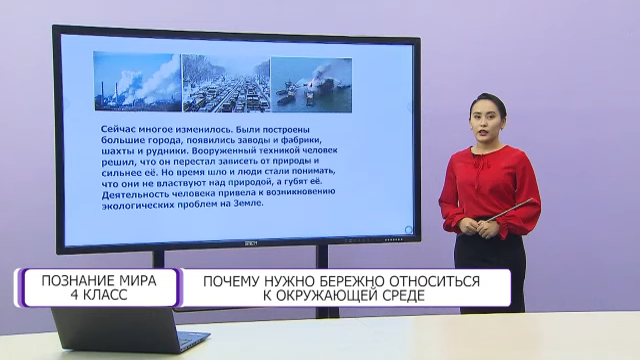 Сейчас многое изменилось. Были построены
большие города, появились заводы и фабрики,
шахты и рудники. Вооруженный техникой человек
решил, что он перестал зависеть от природы и
сильнее её. Но время шло и люди стали понимать,
что они не властвуют над природой, а губят её.
Деятельность человека привела к возникновению
экологических проблем на Земле.
ПОЗНАНИЕ МИРА
4 КЛАСС
ПОЧЕМУ НУЖНО БЕРЕЖНО ОТНОСИТЬСЯ
К ОКРУЖАЮЩЕЙ СРЕДЕ